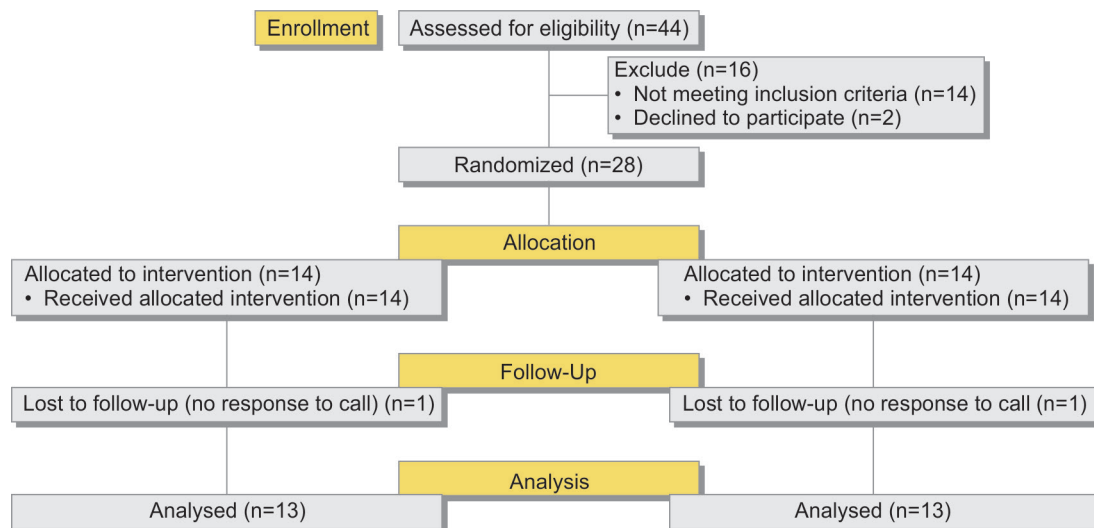 Enrollment
Assessed for eligibility (n=44)
Exclude (n=16)
• Not meeting inclusion criteria (n=14)
• Declined to participate (n=2)
Randomized (n=28)
Allocation
Allocated to intervention (n=14)
• Received allocated intervention (n=14)
Allocated to intervention (n=14)
• Received allocated intervention (n=14)
Follow-Up
Lost to follow-up (no response to call) (n=1)
Lost to follow-up (no response to call (n=1)
Analysis
Analysed (n=13)
Analysed (n=13)